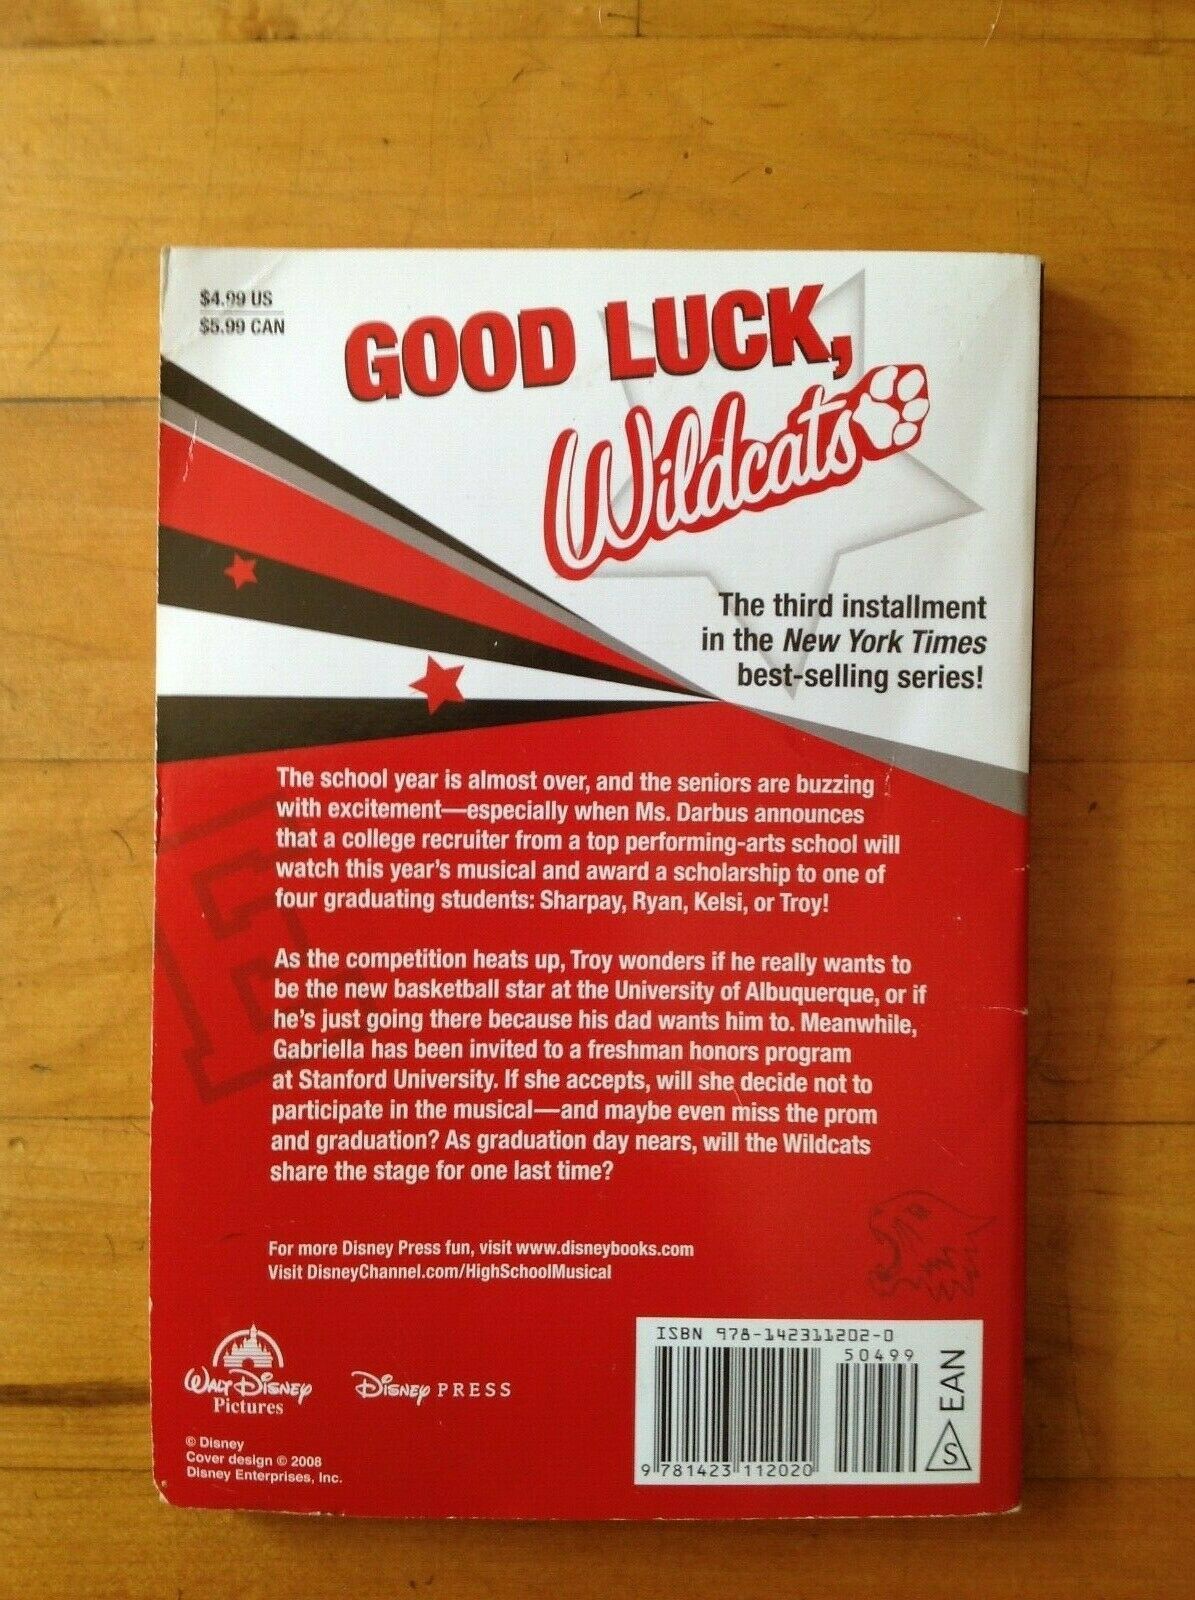 $4.99 US
$5.99 CAN
GOOD LUCK,
Wildcats
The third installment
in the New York Times
best-selling series!
The school year is almost over, and the seniors are buzzing
with excitement—especially when Ms. Darbus announces
that a college recruiter from a top performing-arts school will
watch this year's musical and award a scholarship to one of
four graduating students: Sharpay, Ryan, Kelsi, or Troy!
As the competition heats up, Troy wonders if he really wants to
be the new basketball star at the University of Albuquerque, or if
he's just going there because his dad wants him to. Meanwhile,
Gabriella has been invited to a freshman honors program
at Stanford University. If she accepts, will she decide not to
participate in the musical—and maybe even miss the prom
and graduation? As graduation day nears, will the Wildcats
share the stage for one last time?
For more Disney Press fun, visit www.disneybooks.com
Visit DisneyChannel.com/HighSchoolMusical
WALT DISNEY
Pictures
DISNEY PRESS
© Disney
Cover design © 2008
Disney Enterprises, Inc.
ISBN 978-142311202-0
50499
9 781423 112020
S EAN
E